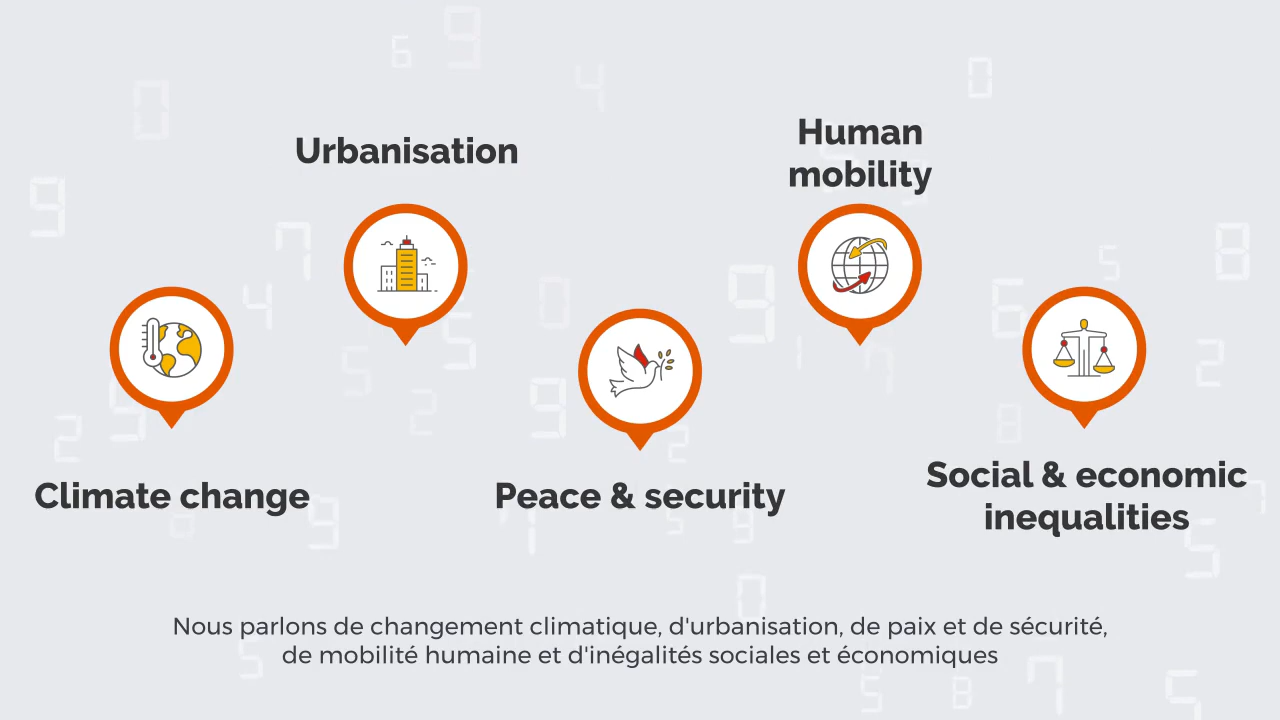 Urbanisation
Human
mobility
Climate change
Peace & security
Social & economic
inequalities
Nous parlons de changement climatique, d'urbanisation, de paix et de sécurité,
de mobilité humaine et d'inégalités sociales et économiques